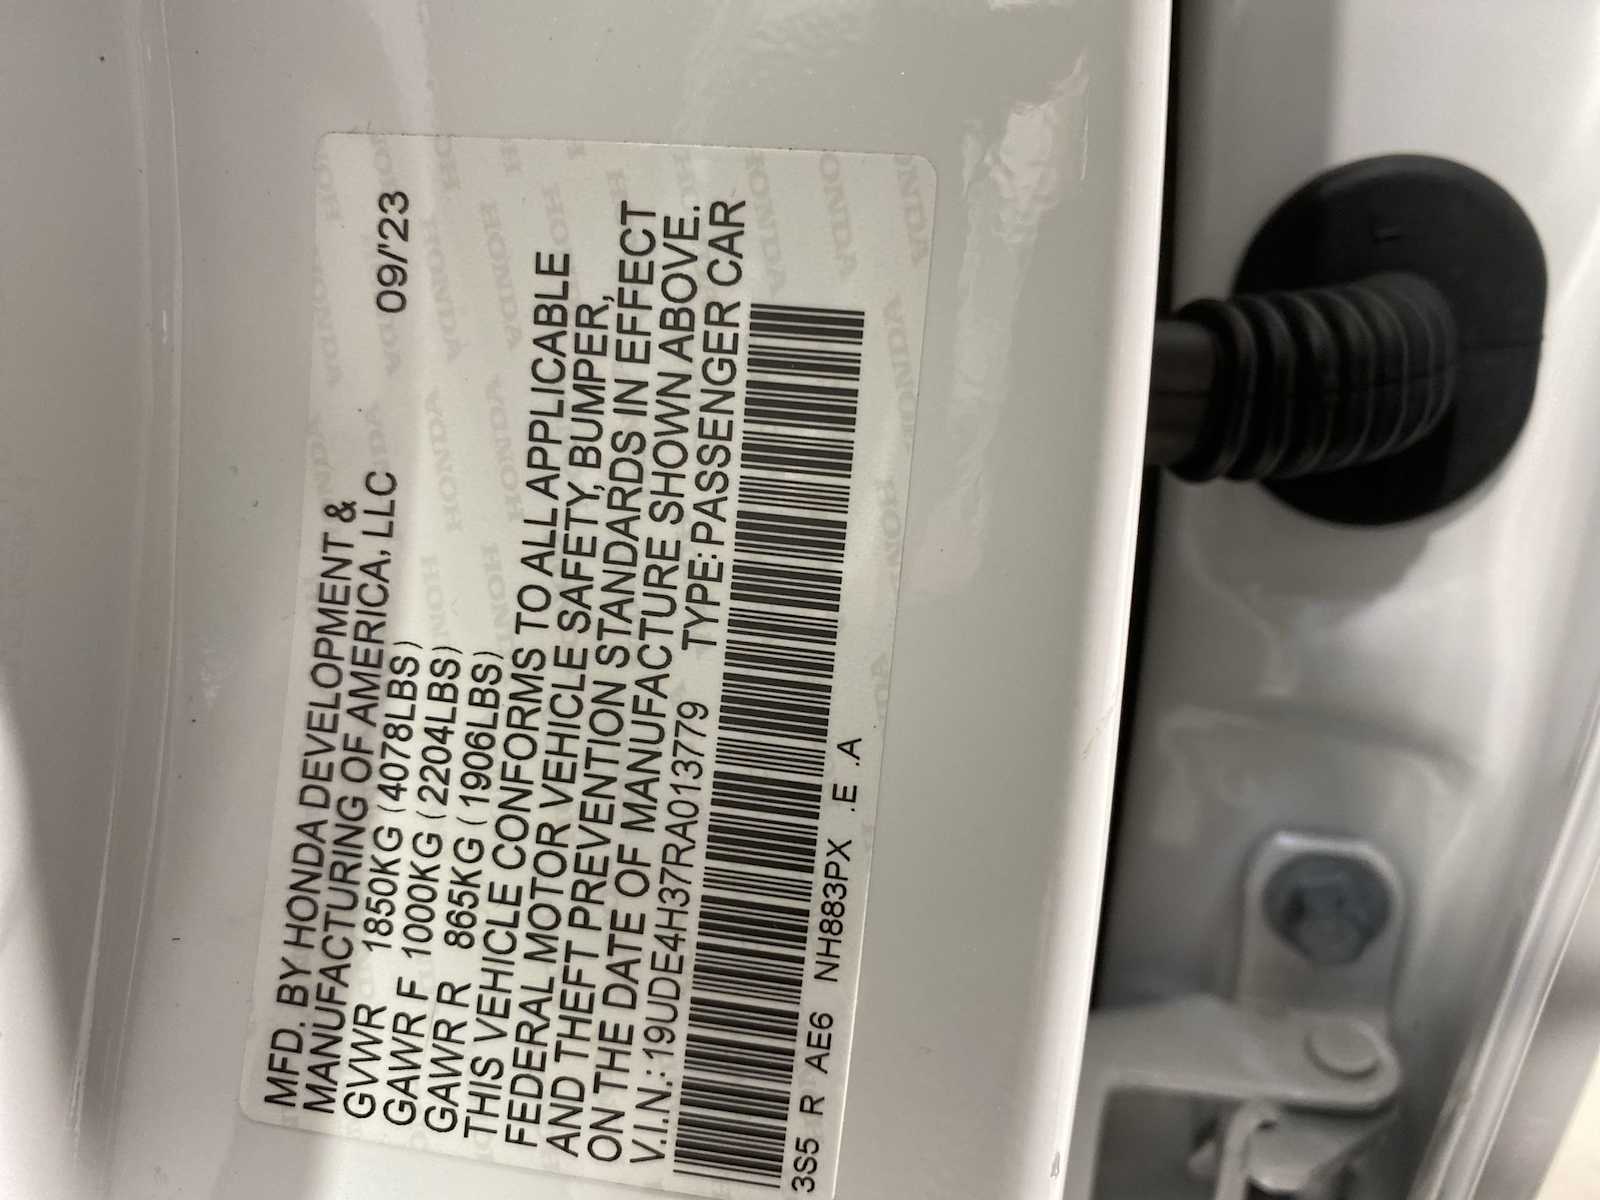 MFD. BY HONDA DEVELOPMENT &
MANUFACTURING OF AMERICA, LLC 09/'23
GVWR 1850KG (4078LBS)
GAWR F 1000KG (2204LBS)
GAWR R 865KG (1906LBS)
THIS VEHICLE CONFORMS TO ALL APPLICABLE
FEDERAL MOTOR VEHICLE SAFETY, BUMPER,
AND THEFT PREVENTION STANDARDS IN EFFECT
ON THE DATE OF MANUFACTURE SHOWN ABOVE.
V.I.N.: 19UDE4H37RA013779 TYPE: PASSENGER CAR
3S5 R AE6 NH883PX .E .A